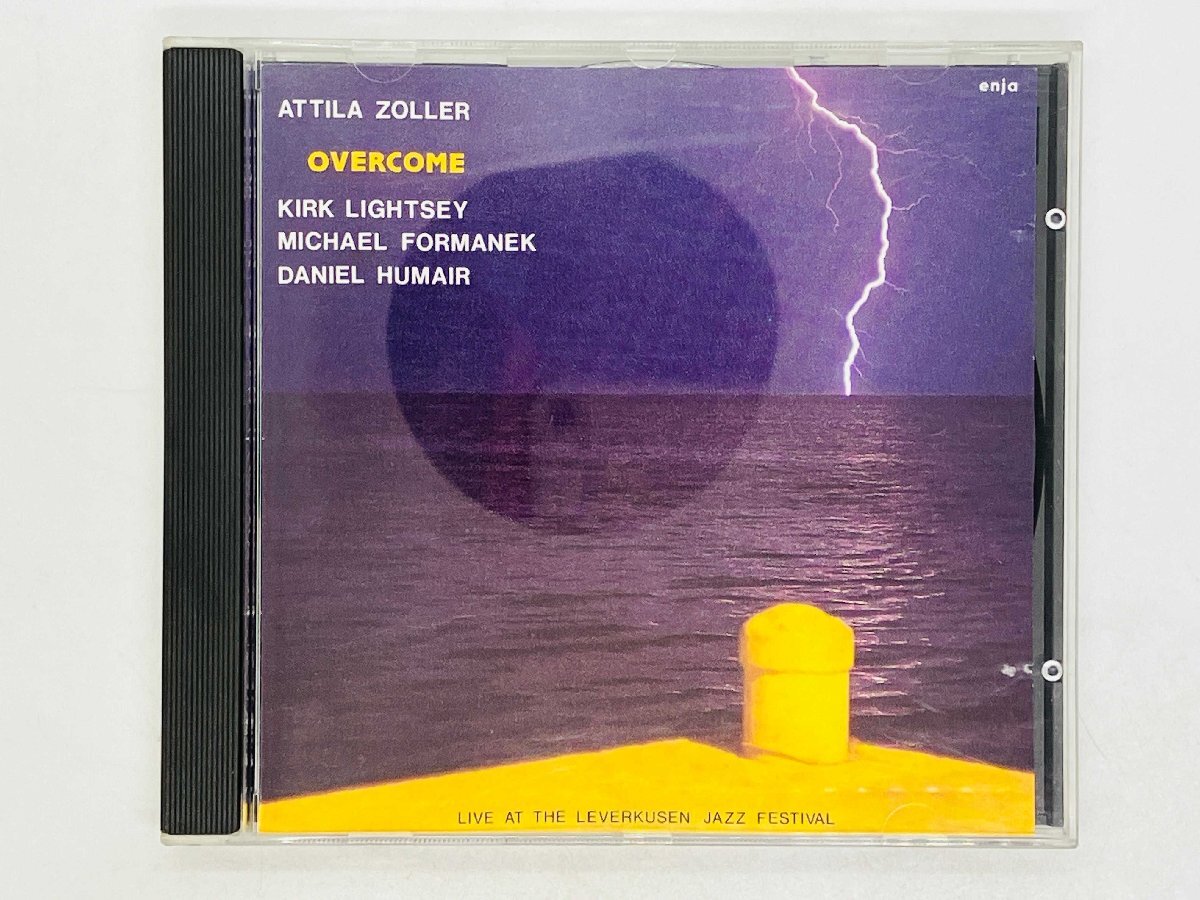 enja
ATTILA ZOLLER
OVERCOME
KIRK LIGHTSEY
MICHAEL FORMANEK
DANIEL HUMAIR
LIVE AT THE LEVERKUSEN JAZZ FESTIVAL